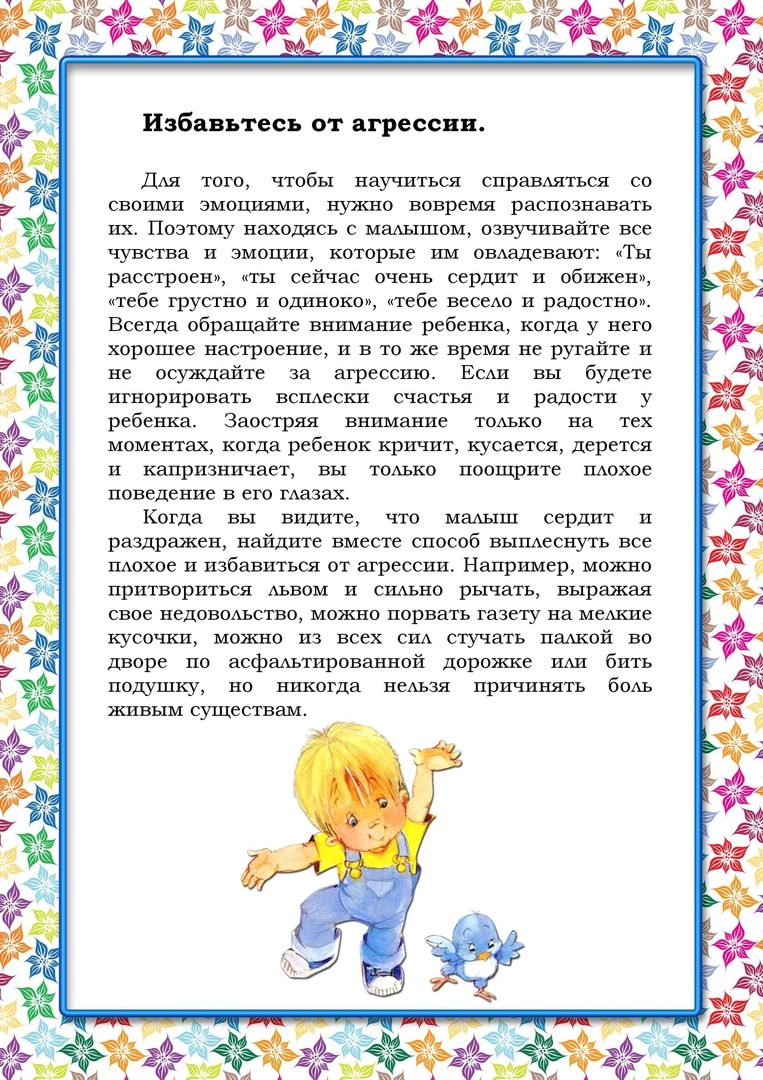 Избавьтесь от агрессии.
Для того, чтобы научиться справляться со
своими эмоциями, нужно вовремя распознавать
их. Поэтому находясь с малышом, озвучивайте все
чувства и эмоции, которые им овладевают: «Ты
расстроен», «ты сейчас очень сердит и обижен»,
«тебе грустно и одиноко», «тебе весело и радостно».
Всегда обращайте внимание ребенка, когда у него
хорошее настроение, и в то же время не ругайте и
не осуждайте за агрессию. Если вы будете
игнорировать всплески счастья и радости у
ребенка. Заостряя внимание только на тех
моментах, когда ребенок кричит, кусается, дерется
и капризничает, вы только поощрите плохое
поведение в его глазах.
Когда вы видите, что малыш сердит и
раздражен, найдите вместе способ выплеснуть все
плохое и избавиться от агрессии. Например, можно
притвориться львом и сильно рычать, выражая
свое недовольство, можно порвать газету на мелкие
кусочки, можно из всех сил стучать палкой во
дворе по асфальтированной дорожке или бить
подушку, но никогда нельзя причинять боль
живым существам.